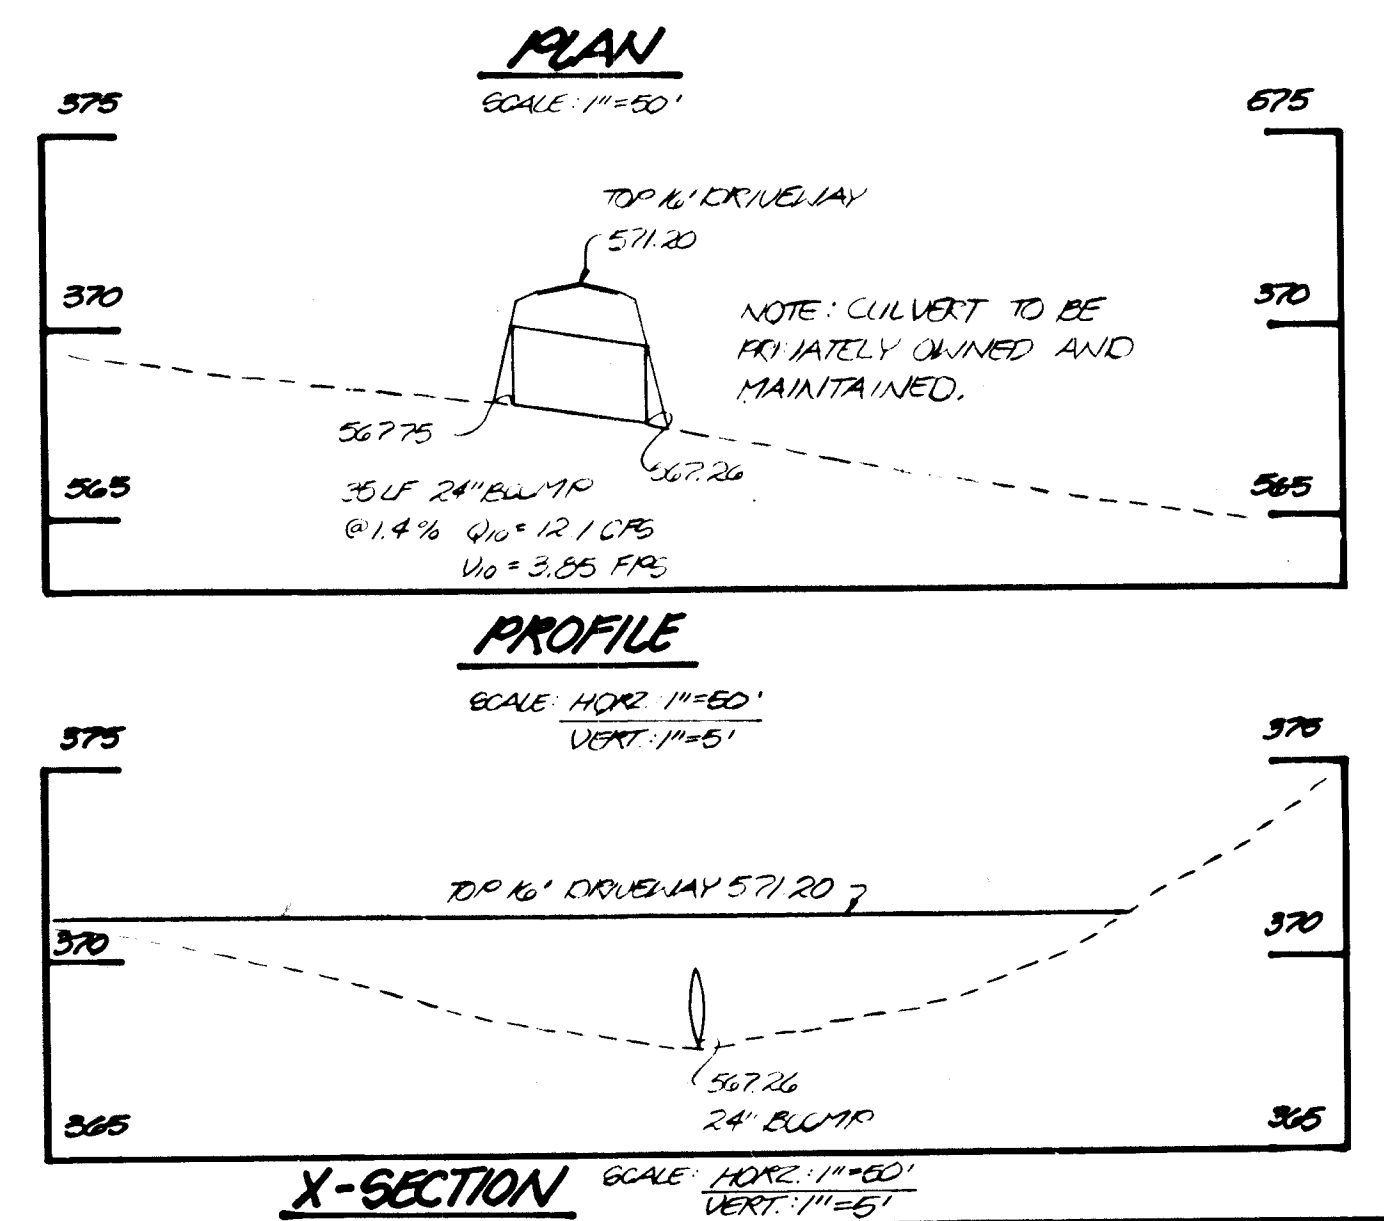 PLAN
SCALE: 1"=50'
375
575
TOP 16' DRIVEWAY
571.20
370
370
NOTE: CULVERT TO BE
PRIVATELY OWNED AND
MAINTAINED.
567.75
567.26
565
565
35 LF 24" BCCMP
@ 1.4% Q10 = 12.1 CFS
V10 = 3.85 FPS
PROFILE
SCALE: HORZ. 1"=50'
VERT.: 1"=5'
375
375
TOP 16' DRIVEWAY 571.20
370
370
567.26
24" BCCMP
365
365
X-SECTION
SCALE: HORZ.: 1"=50'
VERT.: 1"=5'